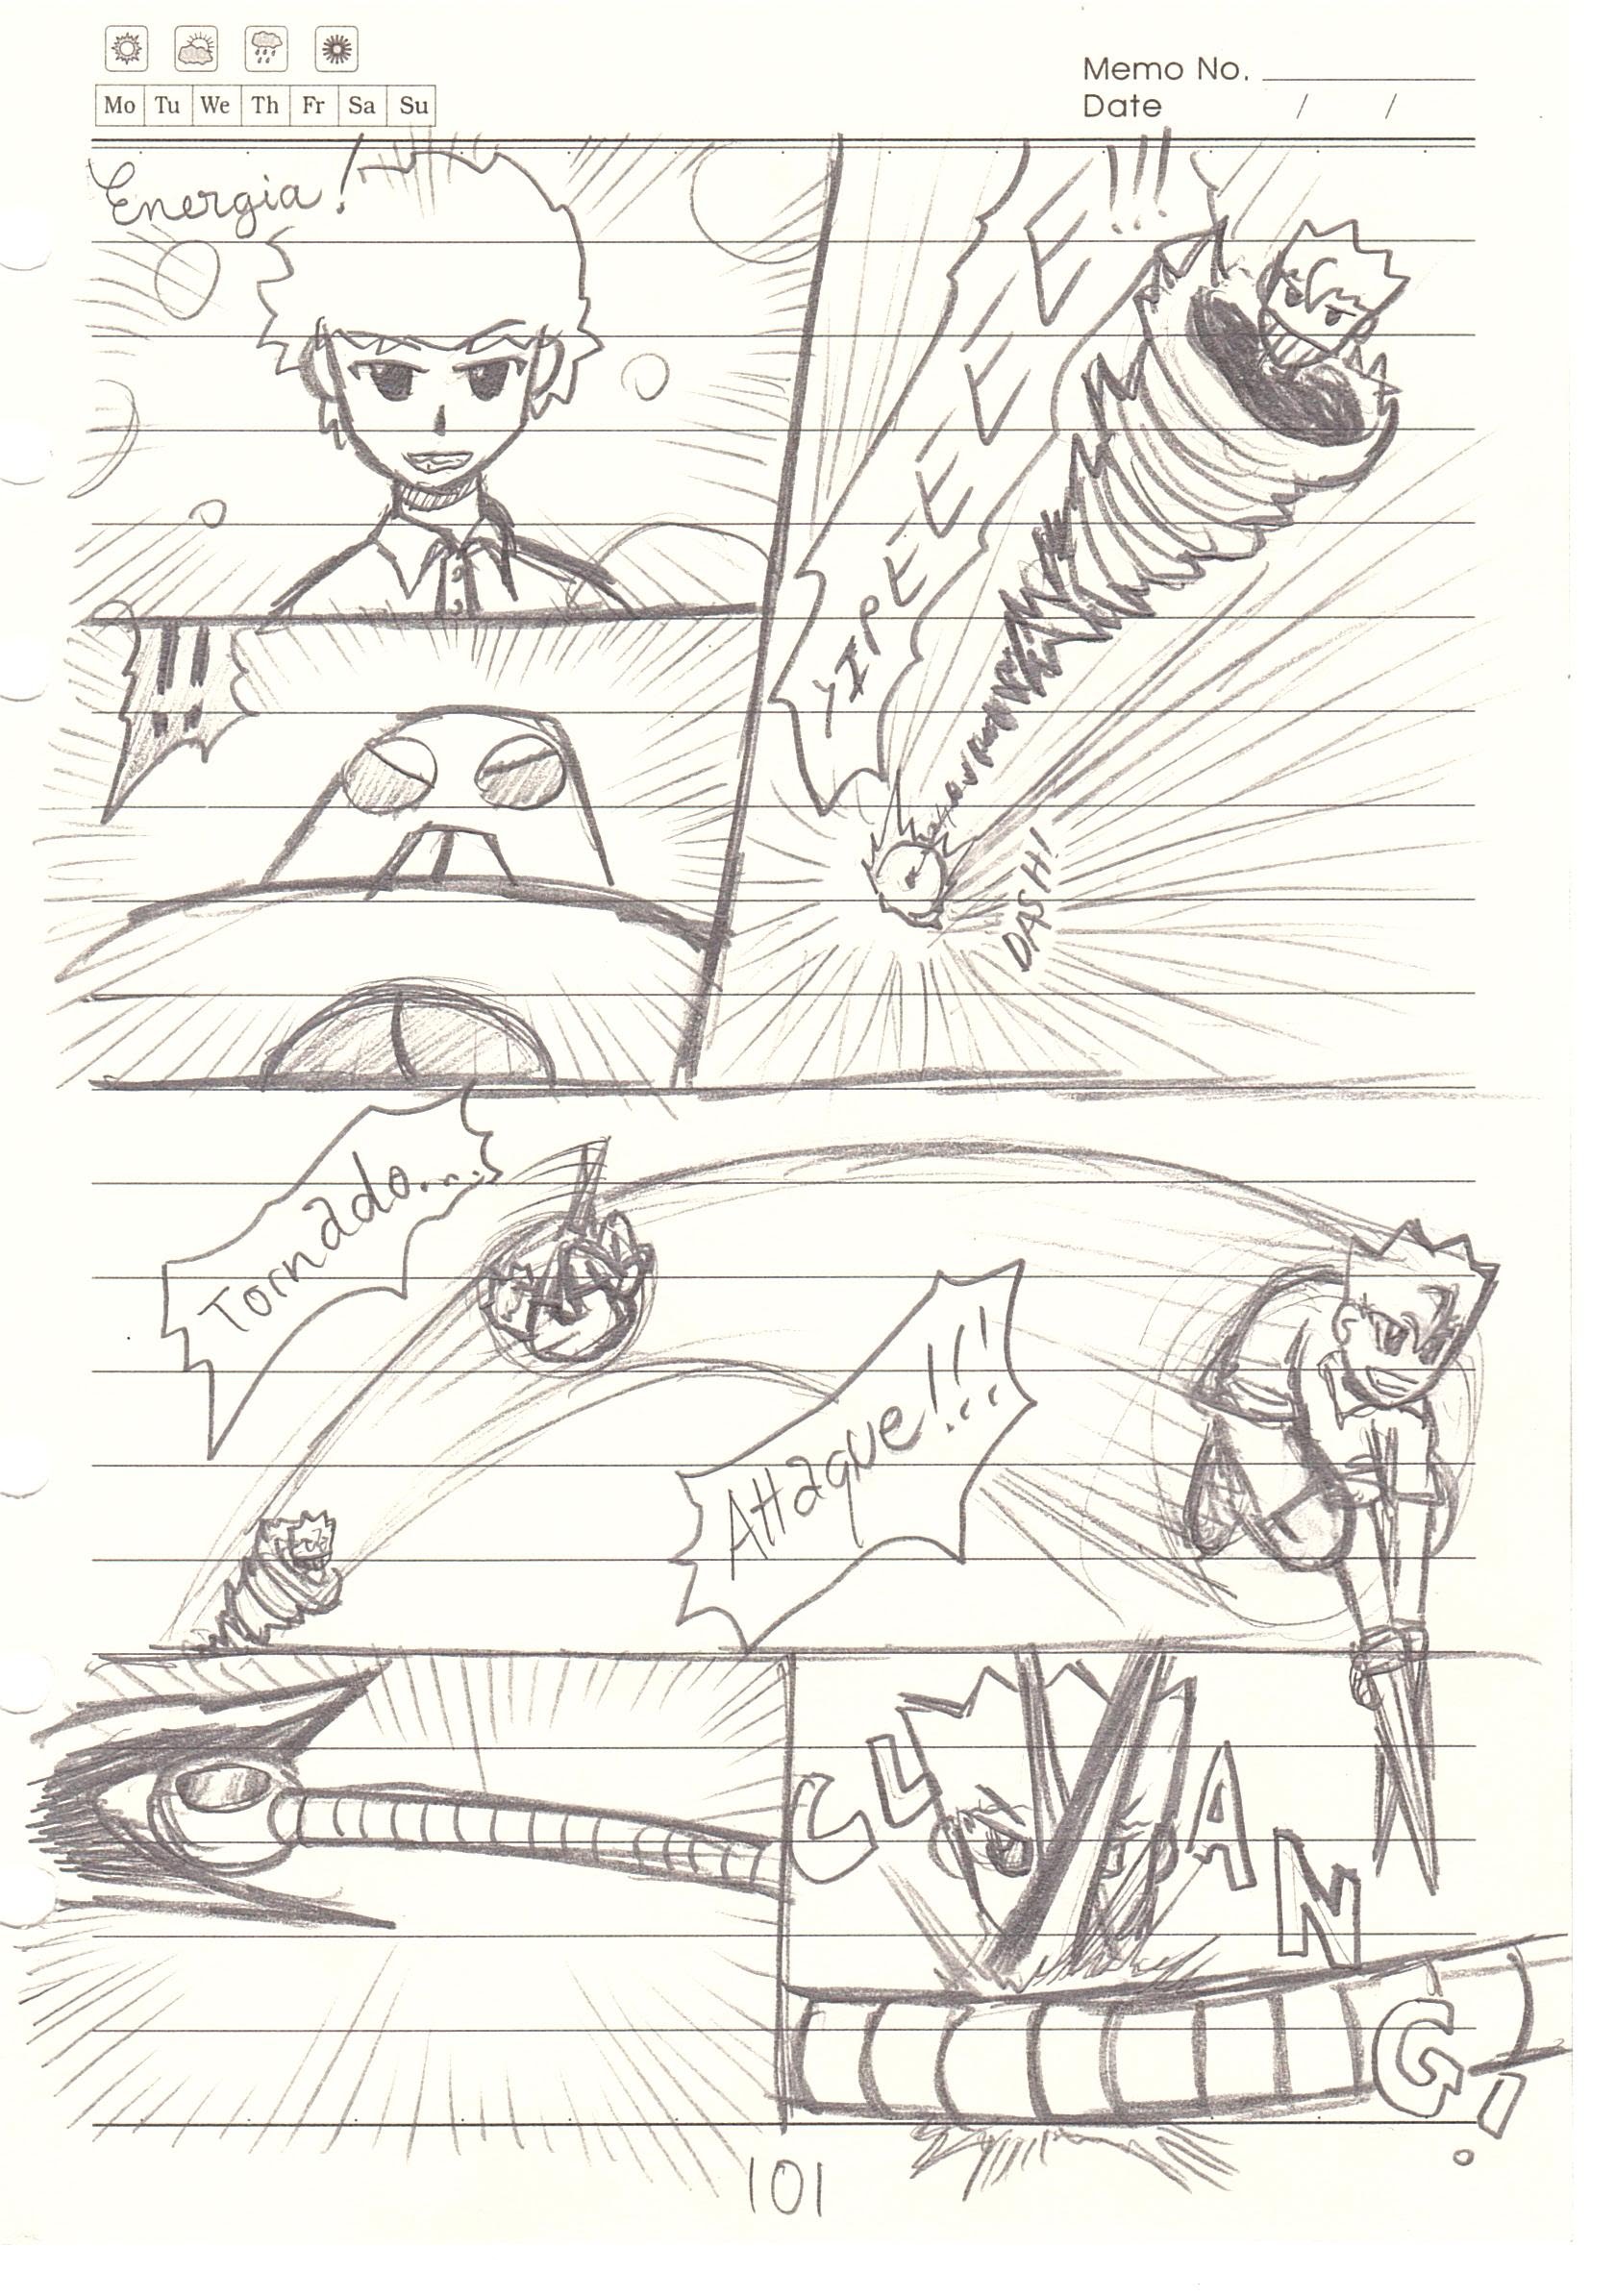 Mo Tu We Th Fr Sa Su
Memo No.
Date / /
Energia!
!!
YIPEEEEE!!!
DASH!
Tornado...
Attaque!!!
CLANG!
101